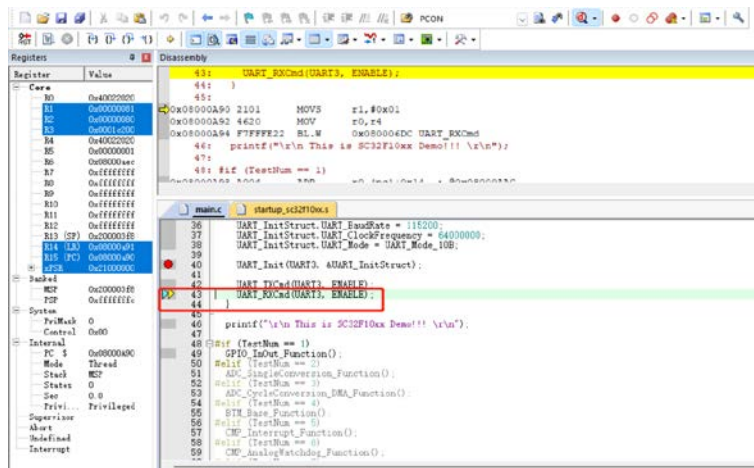 PCON
Registers
Register Value
Core
R0 0x40022020
R1 0x00000081
R2 0x00000080
R3 0x0001c200
R4 0x40022020
R5 0x00000001
R6 0x08000aec
R7 0xffffffff
R8 0xffffffff
R9 0xffffffff
R10 0xffffffff
R11 0xffffffff
R12 0xffffffff
R13 (SP) 0x200003f8
R14 (LR) 0x08000a91
R15 (PC) 0x08000a90
xPSR 0x21000000
Banked
MSP 0x200003f8
PSP 0xfffffffc
System
PriMask 0
Control 0x00
Internal
PC $ 0x08000A90
Mode Thread
Stack MSP
States 0
Sec 0.0
Privi... Privileged
Supervisor
Abort
Undefined
Interrupt
Disassembly
43: UART_RXCmd(UART3, ENABLE);
44: }
45:
0x08000A90 2101 MOVS r1,#0x01
0x08000A92 4620 MOV r0,r4
0x08000A94 F7FFFE22 BL.W 0x080006DC UART_RXCmd
46: printf("\r\n This is SC32F10xx Demo!!! \r\n");
47:
48: #if (TestNum == 1)
main.c startup_sc32f10xx.s
36 UART_InitStruct.UART_BaudRate = 115200;
37 UART_InitStruct.UART_ClockFrequency = 64000000;
38 UART_InitStruct.UART_Mode = UART_Mode_10B;
39
40 UART_Init(UART3, &UART_InitStruct);
41
42 UART_TXCmd(UART3, ENABLE);
43 UART_RXCmd(UART3, ENABLE);
44 }
45
46 printf("\r\n This is SC32F10xx Demo!!! \r\n");
47
48 #if (TestNum == 1)
49 GPIO_InOut_Function();
50 #elif (TestNum == 2)
51 ADC_SingleConversion_Function();
52 #elif (TestNum == 3)
53 ADC_CycleConversion_DMA_Function();
54 #elif (TestNum == 4)
55 BTM_Base_Function();
56 #elif (TestNum == 5)
57 CMP_Interrupt_Function();
58 #elif (TestNum == 6)
59 CMP_AnalogWatchdog_Function();